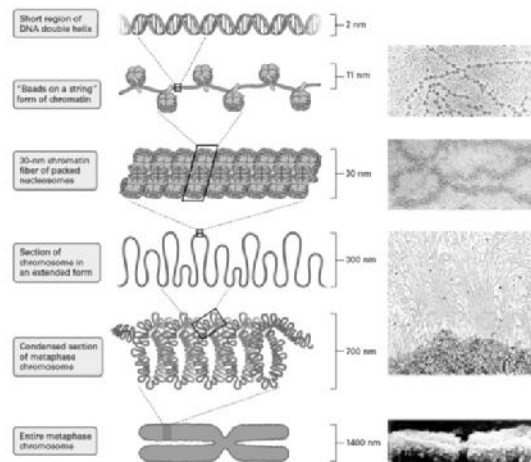 Short region of
DNA double helix
2 nm
"Beads on a string"
form of chromatin
11 nm
30-nm chromatin
fiber of packed
nucleosomes
30 nm
Section of
chromosome in
an extended form
300 nm
Condensed section
of metaphase
chromosome
700 nm
Entire metaphase
chromosome
1400 nm